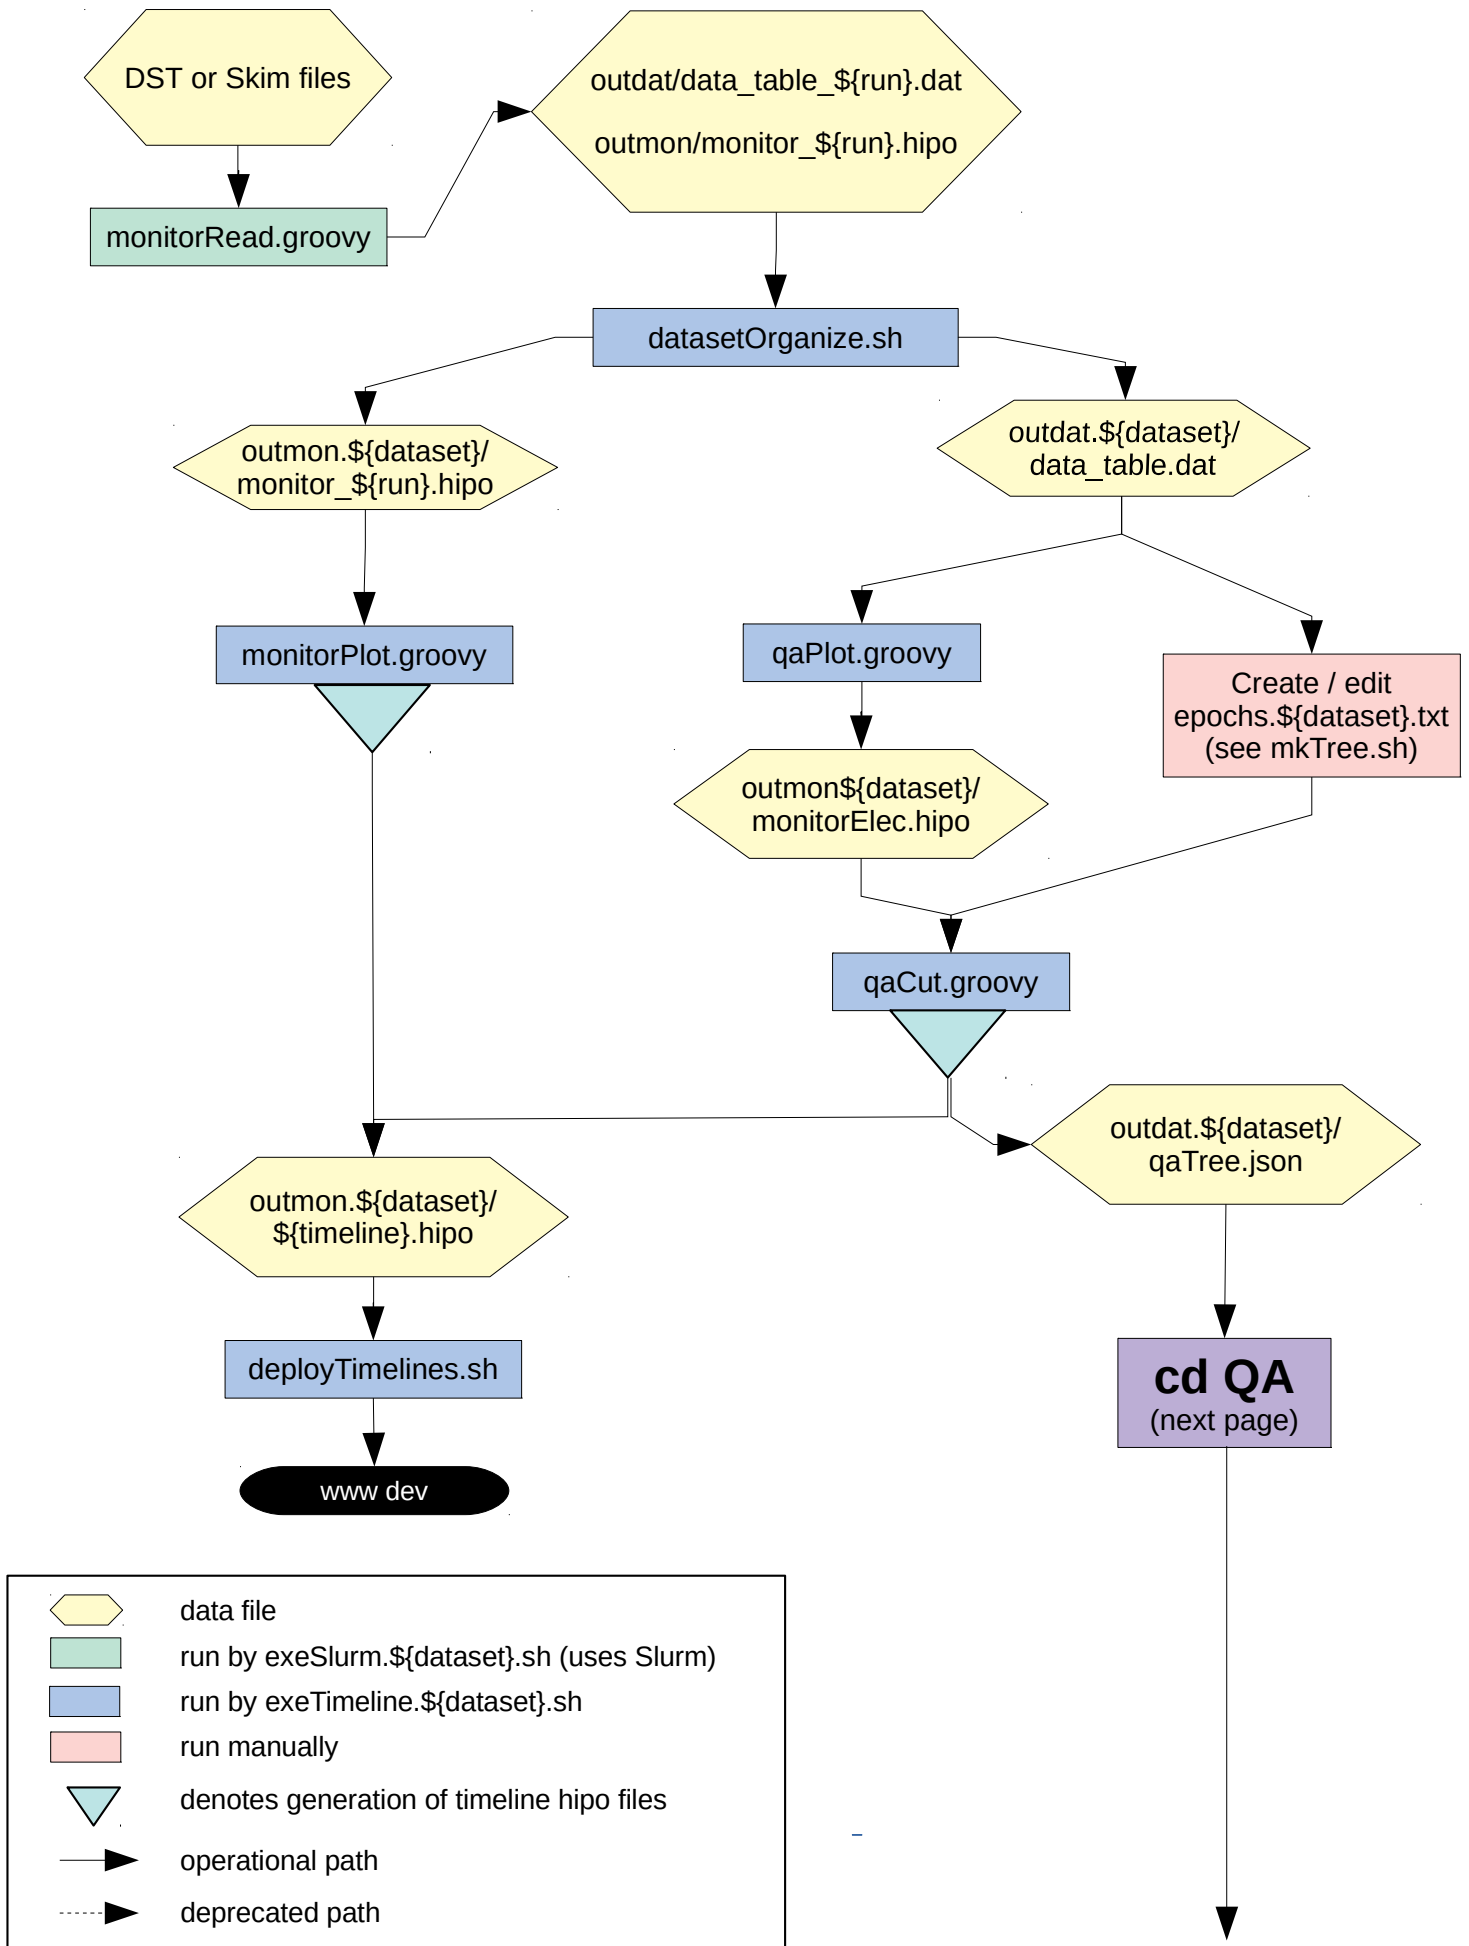 DST or Skim files
outdat/data_table_${run}.dat
outmon/monitor_${run}.hipo
monitorRead.groovy
datasetOrganize.sh
outmon.${dataset}/
monitor_${run}.hipo
outdat.${dataset}/
data_table.dat
monitorPlot.groovy
qaPlot.groovy
Create / edit
epochs.${dataset}.txt
(see mkTree.sh)
outmon${dataset}/
monitorElec.hipo
qaCut.groovy
outdat.${dataset}/
qaTree.json
outmon.${dataset}/
${timeline}.hipo
deployTimelines.sh
cd QA
(next page)
www dev
data file
run by exeSlurm.${dataset}.sh (uses Slurm)
run by exeTimeline.${dataset}.sh
run manually
denotes generation of timeline hipo files
operational path
deprecated path